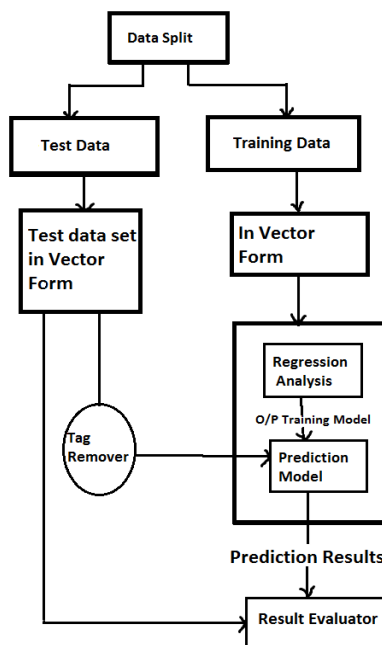 Data Split
Test Data
Training Data
Test data set
in Vector
Form
In Vector
Form
Regression
Analysis
O/P Training Model
Tag
Remover
Prediction
Model
Prediction Results
Result Evaluator